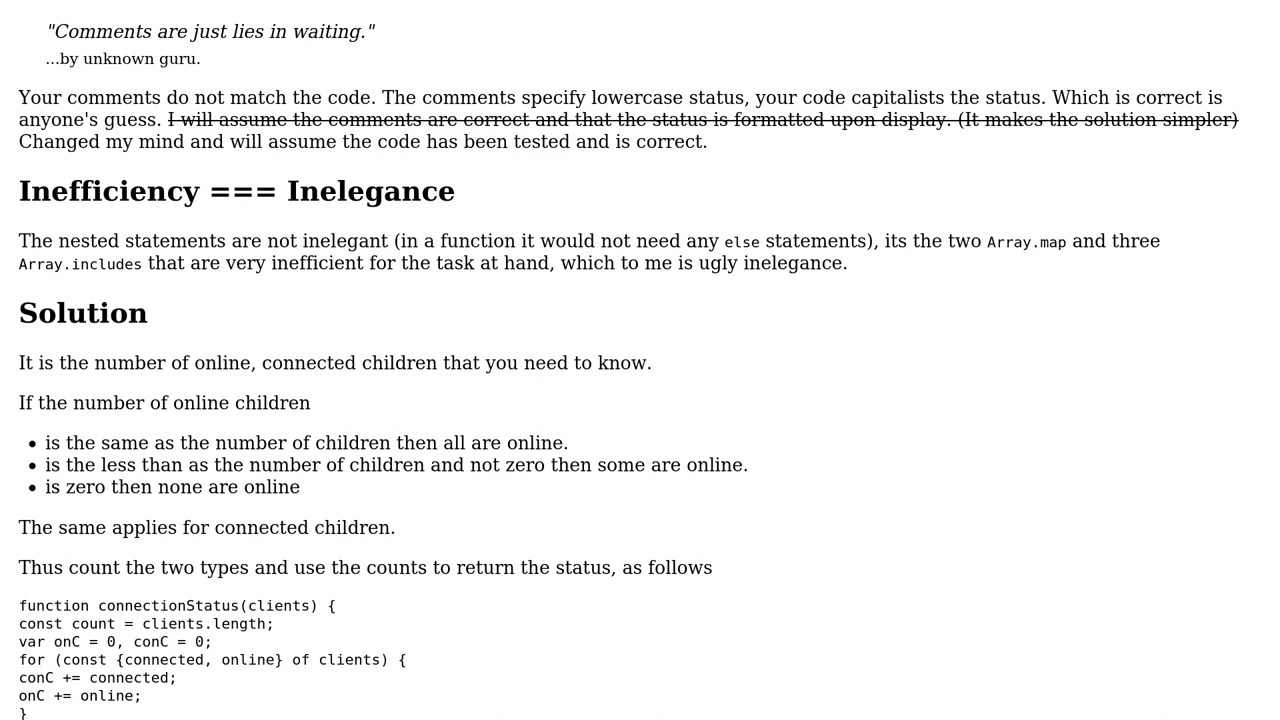 "Comments are just lies in waiting."
...by unknown guru.
Your comments do not match the code. The comments specify lowercase status, your code capitalists the status. Which is correct is
anyone's guess. I will assume the comments are correct and that the status is formatted upon display. (It makes the solution simpler)
Changed my mind and will assume the code has been tested and is correct.
Inefficiency === Inelegance
The nested statements are not inelegant (in a function it would not need any else statements), its the two Array.map and three
Array.includes that are very inefficient for the task at hand, which to me is ugly inelegance.
Solution
It is the number of online, connected children that you need to know.
If the number of online children
• is the same as the number of children then all are online.
• is the less than as the number of children and not zero then some are online.
• is zero then none are online
The same applies for connected children.
Thus count the two types and use the counts to return the status, as follows
function connectionStatus(clients) {
const count = clients.length;
var onC = 0, conC = 0;
for (const {connected, online} of clients) {
conC += connected;
onC += online;
}